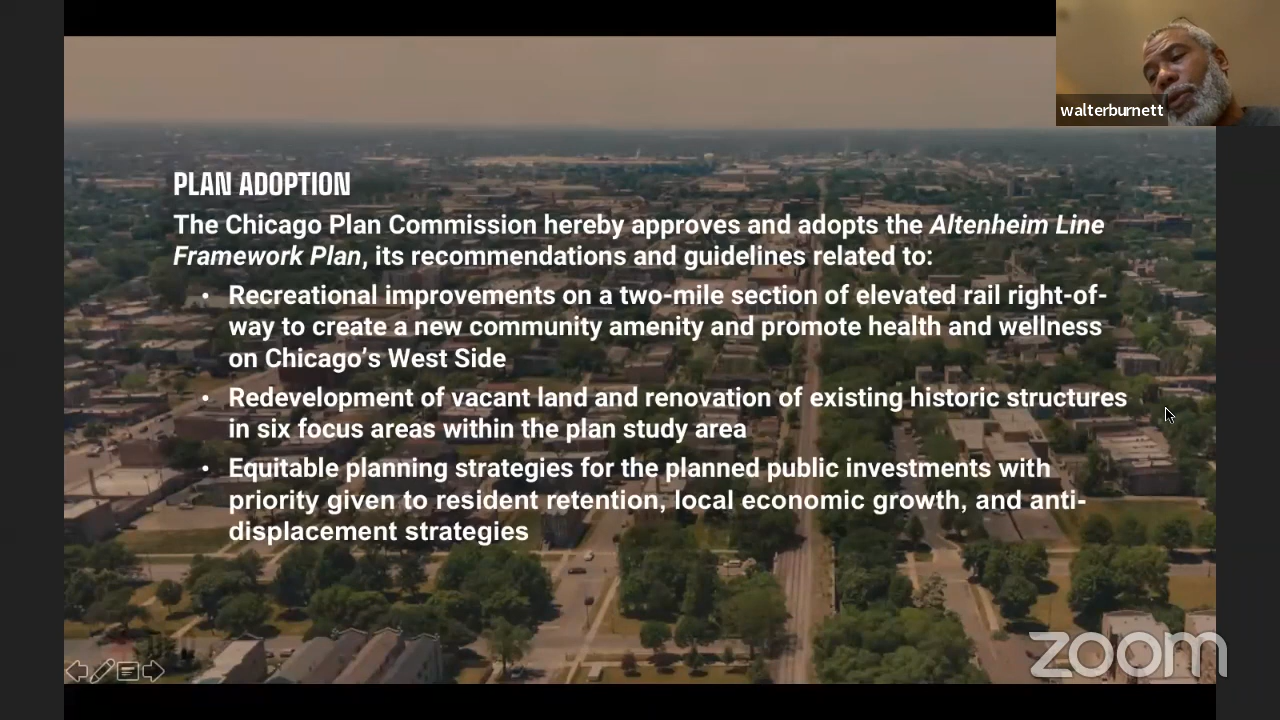 walterburnett
PLAN ADOPTION
The Chicago Plan Commission hereby approves and adopts the Altenheim Line
Framework Plan, its recommendations and guidelines related to:
• Recreational improvements on a two-mile section of elevated rail right-of-
way to create a new community amenity and promote health and wellness
on Chicago's West Side
• Redevelopment of vacant land and renovation of existing historic structures
in six focus areas within the plan study area
• Equitable planning strategies for the planned public investments with
priority given to resident retention, local economic growth, and anti-
displacement strategies
zoom